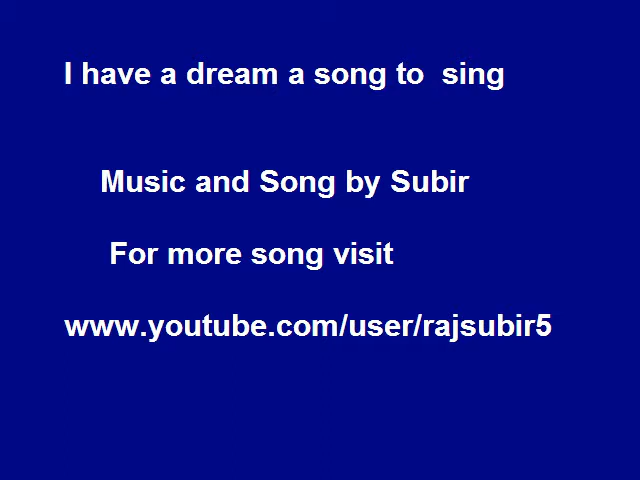 I have a dream a song to  sing
Music and Song by Subir
For more song visit
www.youtube.com/user/rajsubir5